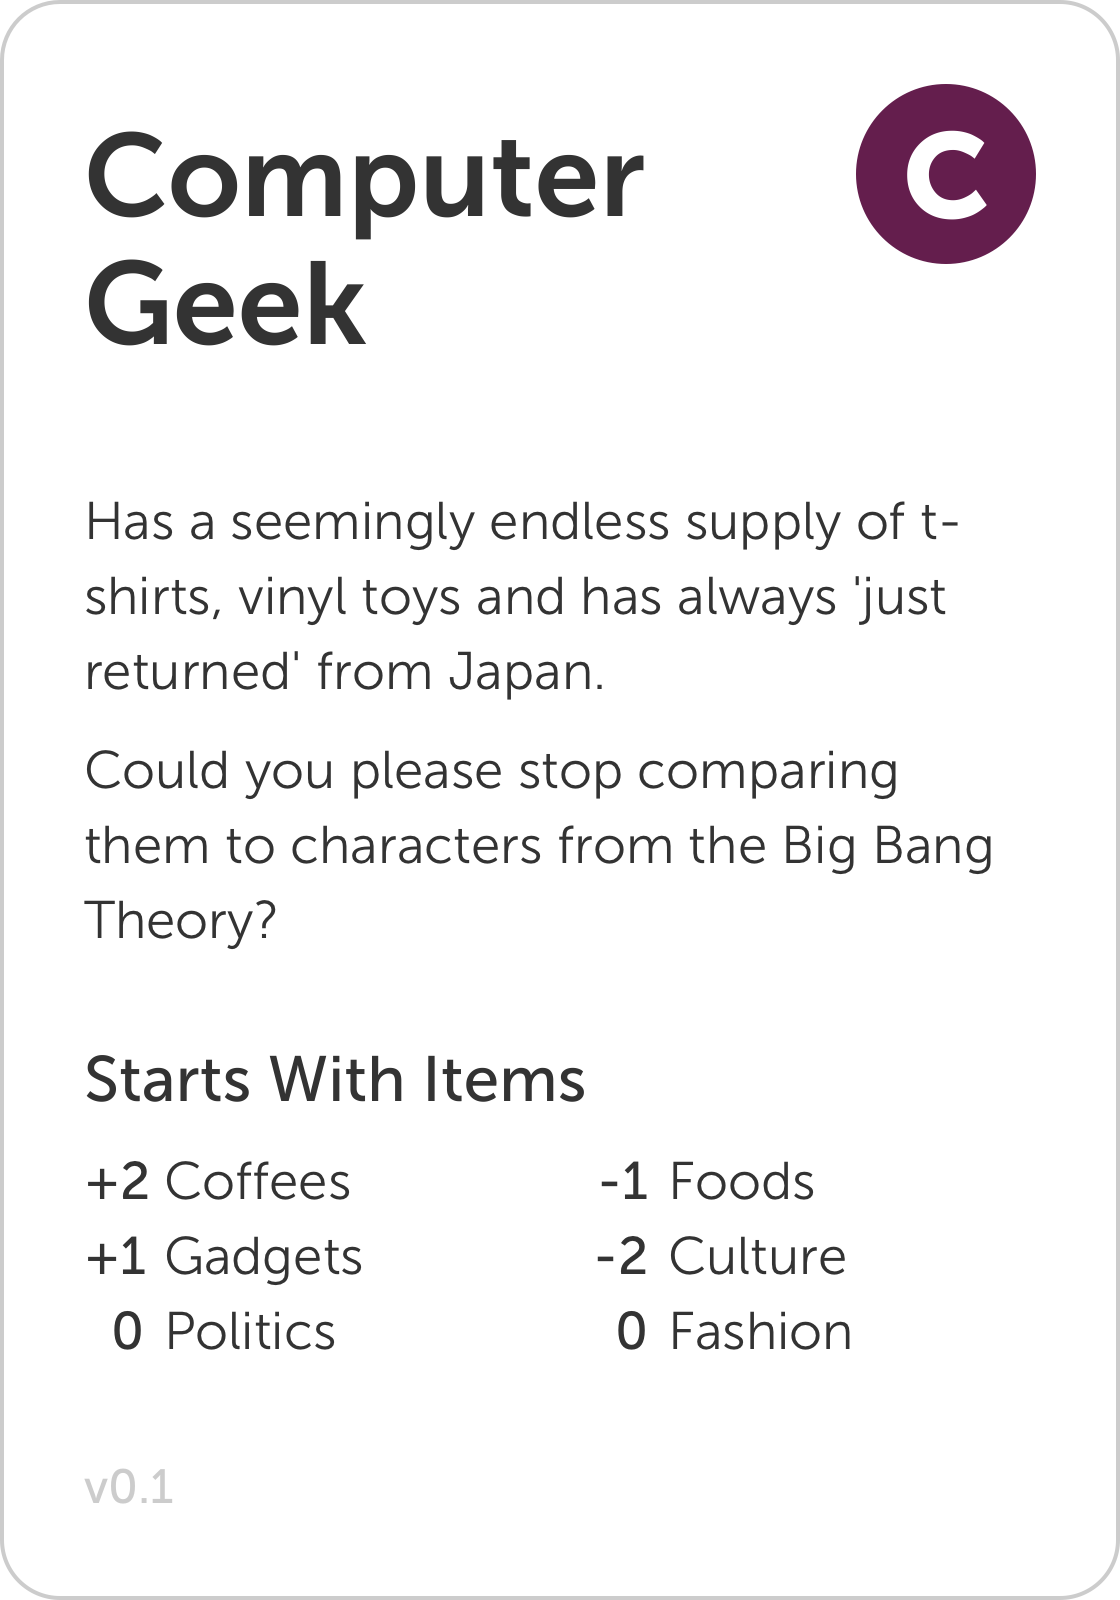 Computer
Geek
C
Has a seemingly endless supply of t-
shirts, vinyl toys and has always 'just
returned' from Japan.
Could you please stop comparing
them to characters from the Big Bang
Theory?
Starts With Items
+2 Coffees
+1 Gadgets
0 Politics
-1 Foods
-2 Culture
0 Fashion
v0.1